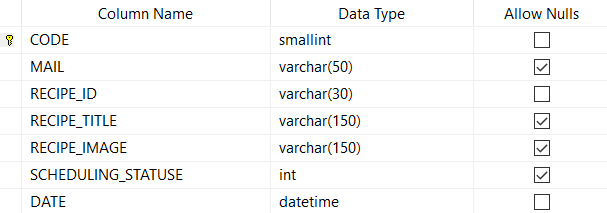 Column Name Data Type Allow Nulls
CODE smallint
MAIL varchar(50)
RECIPE_ID varchar(30)
RECIPE_TITLE varchar(150)
RECIPE_IMAGE varchar(150)
SCHEDULING_STATUSE int
DATE datetime